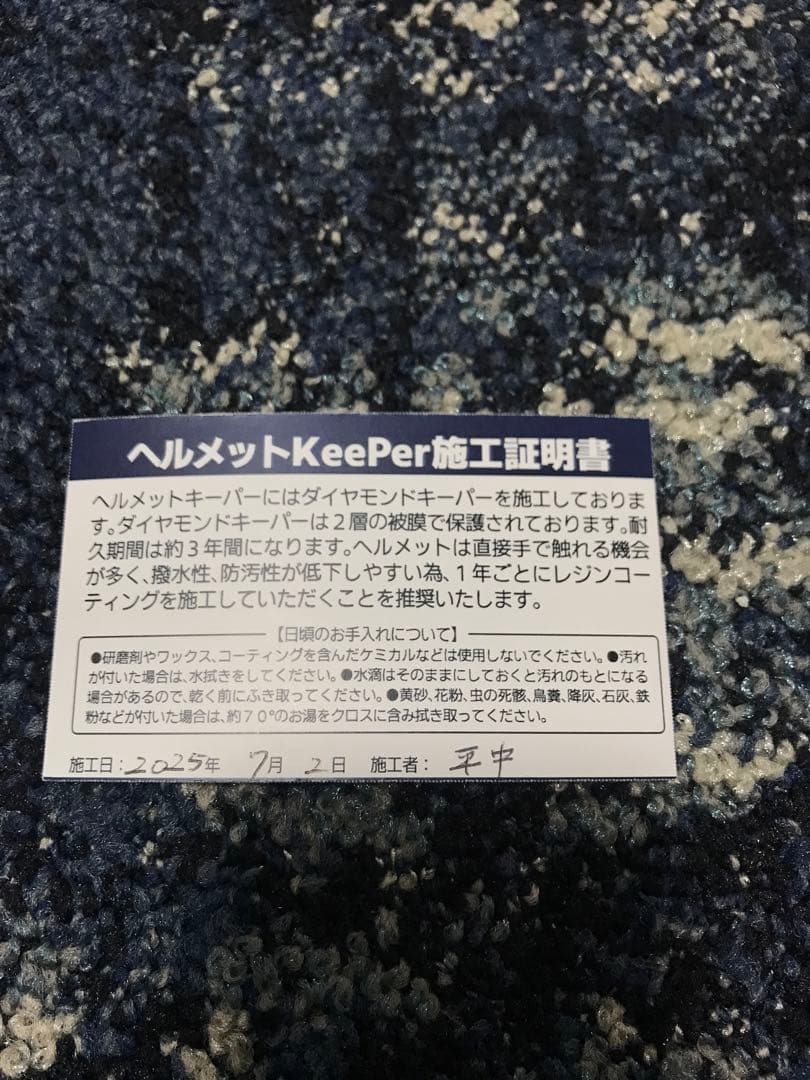 ヘルメットKeePer施工証明書
ヘルメットキーパーにはダイヤモンドキーパーを施工しておりま
す。ダイヤモンドキーパーは2層の被膜で保護されております。耐
久期間は約3年間になります。ヘルメットは直接手で触れる機会
が多く、撥水性、防汚性が低下しやすい為、1年ごとにレジンコー
ティングを施工していただくことを推奨いたします。
【日頃のお手入れについて】
●研磨剤やワックス、コーティングを含んだケミカルなどは使用しないでください。●汚れ
が付いた場合は、水拭きをしてください。●水滴はそのままにしておくと汚れのもとになる
場合があるので、乾く前にふき取ってください。●黄砂、花粉、虫の死骸、鳥糞、降灰、石灰、鉄
粉などが付いた場合は、約70°のお湯をクロスに含み拭き取ってください。
施工日:2025年 7月 2日 施工者: 平中